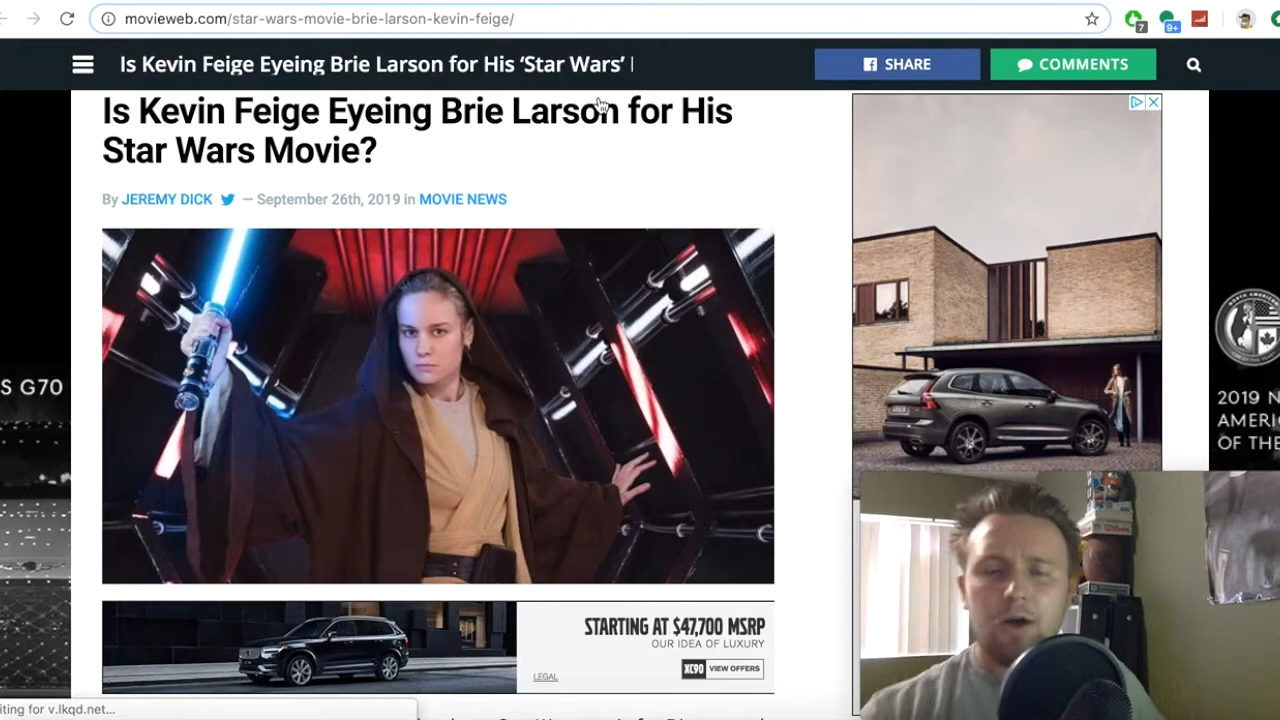 movieweb.com/star-wars-movie-brie-larson-kevin-feige/
7
9+
Is Kevin Feige Eyeing Brie Larson for His ‘Star Wars’ |
SHARE
COMMENTS
Is Kevin Feige Eyeing Brie Larson for His
Star Wars Movie?
By JEREMY DICK — September 26th, 2019 in MOVIE NEWS
S G70
2019 N
AMERI
OF THE
STARTING AT $47,700 MSRP
OUR IDEA OF LUXURY
LEGAL
XC90 VIEW OFFERS
iting for v.lkqd.net...